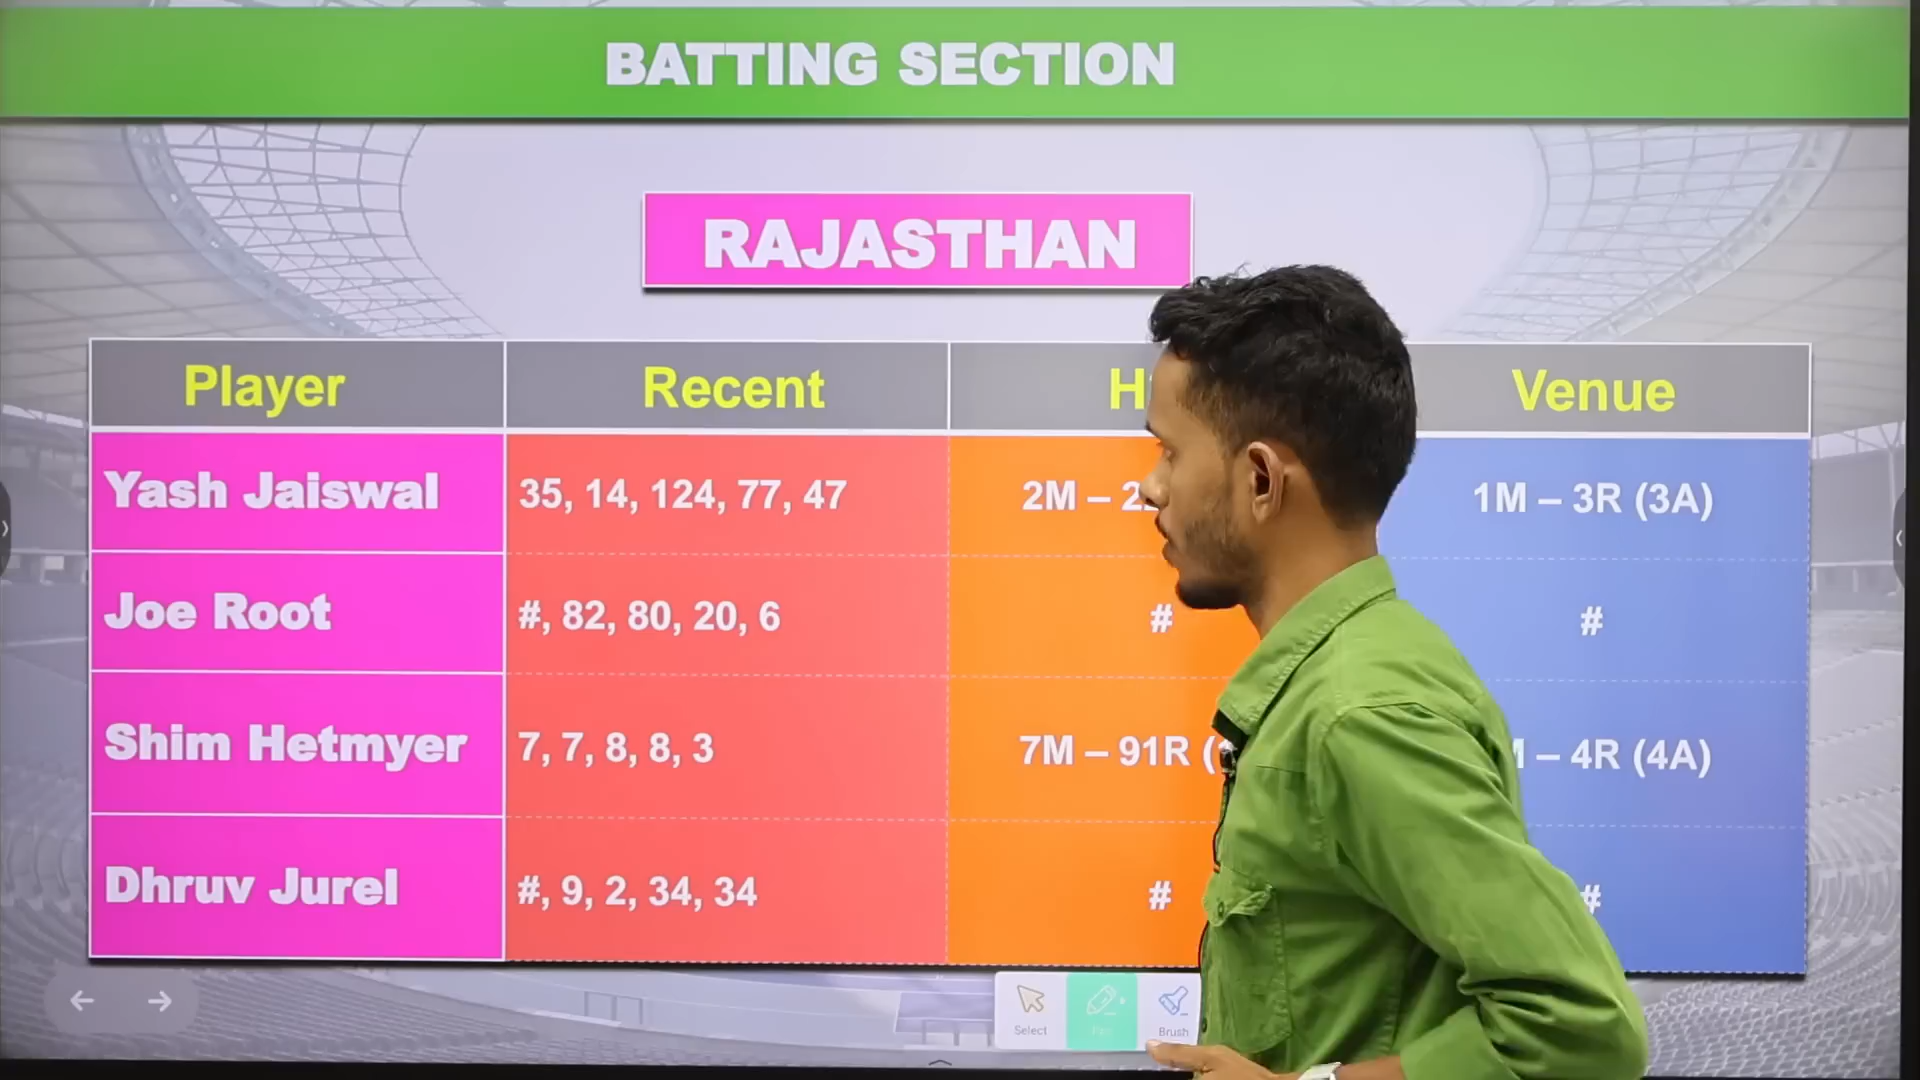 BATTING SECTION
RAJASTHAN
Player Recent Venue
Yash Jaiswal 35, 14, 124, 77, 47 2M – 1M – 3R (3A)
Joe Root #, 82, 80, 20, 6 # #
Shim Hetmyer 7, 7, 8, 8, 3 7M – 91R – 4R (4A)
Dhruv Jurel #, 9, 2, 34, 34 # #
Select Brush